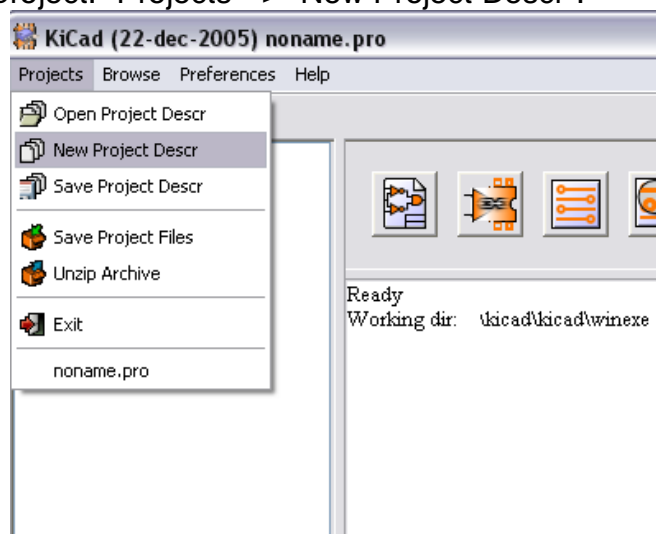 project: "Projects" -> "New Project Descr".
KiCad (22-dec-2005) noname.pro
Projects Browse Preferences Help
Open Project Descr
New Project Descr
Save Project Descr
Save Project Files
Unzip Archive
Exit
noname.pro
Ready
Working dir: \kicad\kicad\winexe